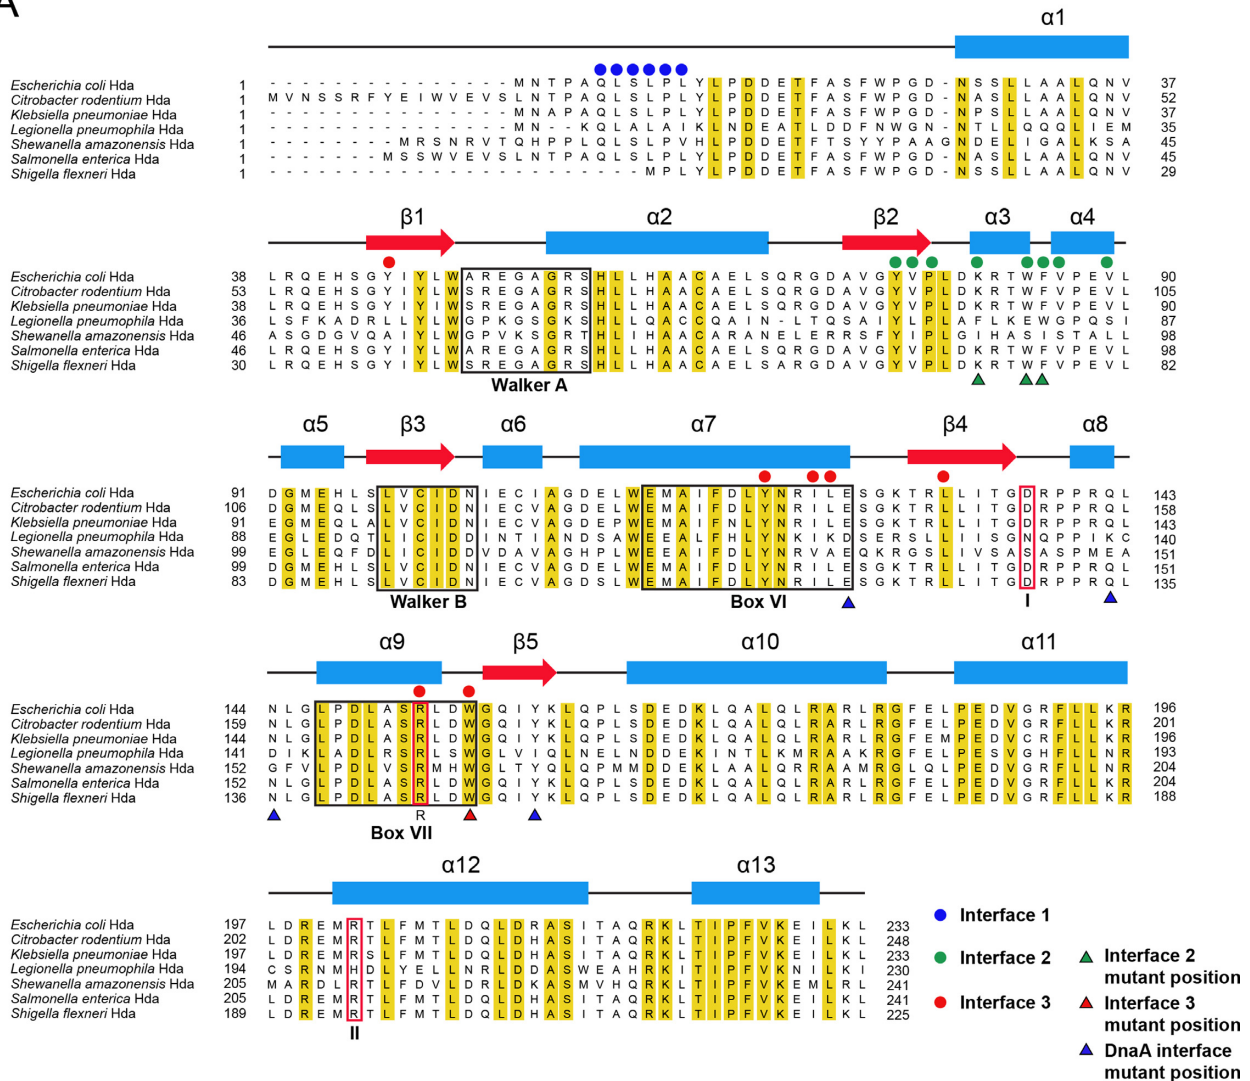 A
α1
Escherichia coli Hda 1 - - - - - - - - - - - - - - - M N T P A Q L S L P L Y L P D D E T F A S F W P G D - N S S L L A A L Q N V 37
Citrobacter rodentium Hda 1 M V N S S R F Y E I W V E V S L N T P A Q L S L P L Y L P D D E T F A S F W P G D - N A S L L A A L Q N V 52
Klebsiella pneumoniae Hda 1 - - - - - - - - - - - - - - - M N A P A Q L S L P L Y L P D D E T F A S F W P G D - N A S L L A A L Q N V 37
Legionella pneumophila Hda 1 - - - - - - - - - - - - - - - M N - - K Q L A L A I K L N D E A T L D D F N W G N - N T L Q Q Q L I E M 35
Shewanella amazonensis Hda 1 - - - - - - - - M R S N R V T Q H P P L Q L S L P V H L P D D E T F T S Y Y P A A G N D E L I G A L K S A 45
Salmonella enterica Hda 1 - - - - - - - M S S W V E V S L N T P A Q L S L P L Y L P D D E T F A S F W P G D - N A S L L A A L Q N V 45
Shigella flexneri Hda 1 - - - - - - - - - - - - - - - - - - - - - - - M P L Y L P D D E T F A S F W P G D - N S S L L A A L Q N V 29
β1 α2 β2 α3 α4
Escherichia coli Hda 38 L R Q E H S G Y I Y L W A R E G A G R S H L L H A A C A E L S Q R G D A V G Y V P L D K R T W F V P E V L 90
Citrobacter rodentium Hda 53 L R Q E H S G Y I Y L W S R E G A G R S H L L H A A C A E L S Q R G D A V G Y V P L D K R T W F V P E V L 105
Klebsiella pneumoniae Hda 38 L R Q E H S G Y I Y I W S R E G A G R S H L L H A A C A E L S Q R G D A V G Y V P L D K R T W F V P E V L 90
Legionella pneumophila Hda 36 L S F K A D R L L Y L W G P K G S G K S H L L Q A C C Q A I N - L T Q S A I Y L P L A F L K E W G P Q S I 87
Shewanella amazonensis Hda 46 A S G D G V Q A I Y L W G P V K S G R T H L I H A A C A R A N E L E R R S F Y I P L G I H A S I S T A L L 98
Salmonella enterica Hda 46 L R Q E H S G Y I Y L W A R E G A G R S H L L H A A C A E L S Q R G D A V G Y V P L D K R T W F V P E V L 98
Shigella flexneri Hda 30 L R Q E H S G Y I Y L W S R E G A G R S H L L H A A C A E L S A R G D A V G Y V P L D K R T W F V P E V L 82
Walker A
α5 β3 α6 α7 β4 α8
Escherichia coli Hda 91 D G M E H L S L V C I D N I E C I A G D E L W E M A I F D L Y N R I L E S G K T R L L I T G D R P P R Q L 143
Citrobacter rodentium Hda 106 D G M E Q L S L V C I D N I E C V A G D E L W E M A I F D L Y N R I L E S G K T R L L I T G D R P P R Q L 158
Klebsiella pneumoniae Hda 91 E G M E Q L A L V C I D N I E C V A G D E L W E M A I F N L Y N R I L E S G K T R L L I T G D R P P R Q L 143
Legionella pneumophila Hda 88 E G L E Q H D L I C I D D I N T I A N D S A W E E A L F D L Y N K I K D S E R S L L I I S G N Q P P I K C 140
Shewanella amazonensis Hda 99 E G L E Q F D L I C I D D V D A V A G H P L W E E A I F H L Y N R V A E Q K R G S L I V S A S A S P M E A 151
Salmonella enterica Hda 99 D G M E H L S L V C I D N I E C V A G D E L W E M A I F D L Y N R I L E S G K T R L L I T G D R P P R Q L 151
Shigella flexneri Hda 83 D G M E H L S L V C I D N I E C V A G D S L W E M A I F D L Y N R I L E S G K T R L L I T G D R P P R Q L 135
Walker B Box VI I
α9 β5 α10 α11
Escherichia coli Hda 144 N L G L P D L A S R L D W G Q I Y K L Q P L S D E D K L Q A L Q L R A R L R G F E L P E D V G R F L L K R 196
Citrobacter rodentium Hda 159 N L G L P D L A S R L D W G Q I Y K L Q P L S D E D K L Q A L Q L R A R L R G F E L P E D V G R F L L K R 201
Klebsiella pneumoniae Hda 144 N L G L P D L A S R L D W G Q I Y K L Q P L S D E D K L Q A L Q L R A R L R G F E M P E D V C R F L L K R 196
Legionella pneumophila Hda 141 D I K L A D L R S R L S W G L V I Q L N E L N D D E K I N T L K M R A A K R G F E L P E S V G H F L L N R 193
Shewanella amazonensis Hda 152 G F V L P D L V S R M H W G L T Y Q L Q P M M D D E K L A A L Q R R A A M R G L Q L P E D V G R F L L N R 204
Salmonella enterica Hda 152 N L G L P D L A S R L D W G Q I Y K L Q P L S D E D K L Q A L Q L R A R L R G F E L P E D V G R F L L K R 204
Shigella flexneri Hda 136 N L G L P D L A S R L D W G Q I Y K L Q P L S D E D K L Q A L Q L R A R L R G F E L P E D V G R F L L K R 188
R
Box VII
α12 α13
Escherichia coli Hda 197 L D R E M R T L F M T L D Q L D R A S I T A Q R K L T I P F V K E I L K L 233
Citrobacter rodentium Hda 202 L D R E M R T L F M T L D Q L D H A S I T A Q R K L T I P F V K E I L K L 248
Klebsiella pneumoniae Hda 197 L D R E M R S L F M T L D Q L D H A S I T A Q R K L T I P F V K E I L K L 233
Legionella pneumophila Hda 194 C S R N M H D L Y E L L N R L D D A S W E A H R K I T I P F V K N I L K I 230
Shewanella amazonensis Hda 205 M A R D L R T L F D V L D R L D K A S M V H Q R K L T I P F V K E M L R L 241
Salmonella enterica Hda 205 L D R E M R T L F M T L D Q L D H A S I T A Q R K L T I P F V K E I L K L 241
Shigella flexneri Hda 189 L D R E M R T L F M T L D Q L D H A S I T A Q R K L T I P F V K E I L K L 225
II
Interface 1
Interface 2
Interface 3
Interface 2
mutant position
Interface 3
mutant position
DnaA interface
mutant position